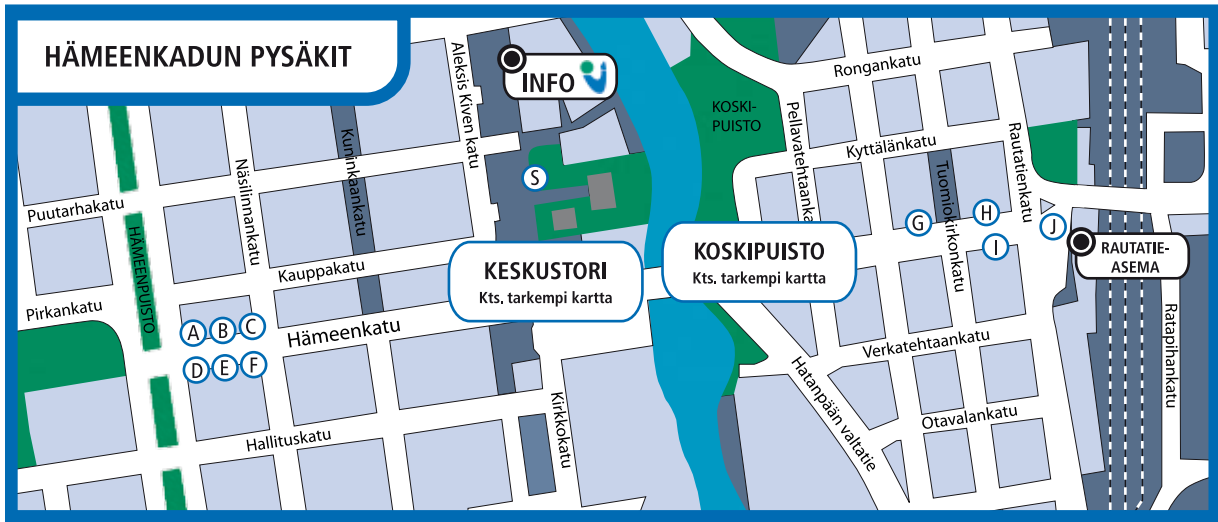 HÄMEENKADUN PYSÄKIT
Aleksis Kiven katu
INFO
KOSKI-
PUISTO
Rongankatu
Pellavatehtaankatu
Kyttälänkatu
Rautatienkatu
Tuomiokirkonkatu
Näsilinnankatu
Kuninkaankatu
Puutarhakatu
HÄMEENPUISTO
S
G
H
I
J
RAUTATIE-
ASEMA
KESKUSTORI
Kts. tarkempi kartta
KOSKIPUISTO
Kts. tarkempi kartta
Kauppakatu
Pirkankatu
A
B
C
D
E
F
Hämeenkatu
Verkatehtaankatu
Ratapihankatu
Hatanpään valtatie
Otavalankatu
Kirkkokatu
Hallituskatu